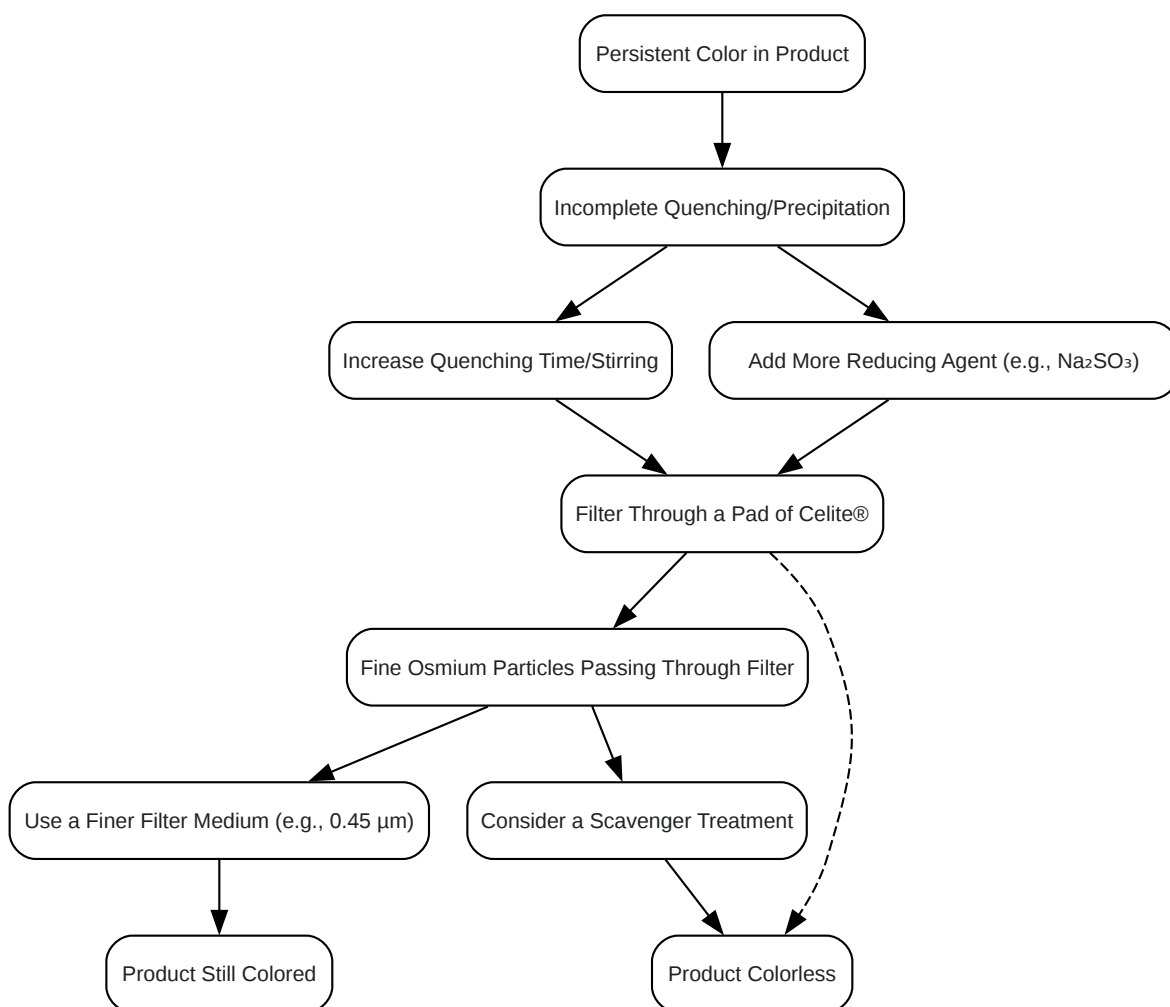 Persistent Color in Product
Incomplete Quenching/Precipitation
Increase Quenching Time/Stirring
Add More Reducing Agent (e.g., Na₂SO₃)
Filter Through a Pad of Celite®
Fine Osmium Particles Passing Through Filter
Use a Finer Filter Medium (e.g., 0.45 µm)
Consider a Scavenger Treatment
Product Still Colored
Product Colorless